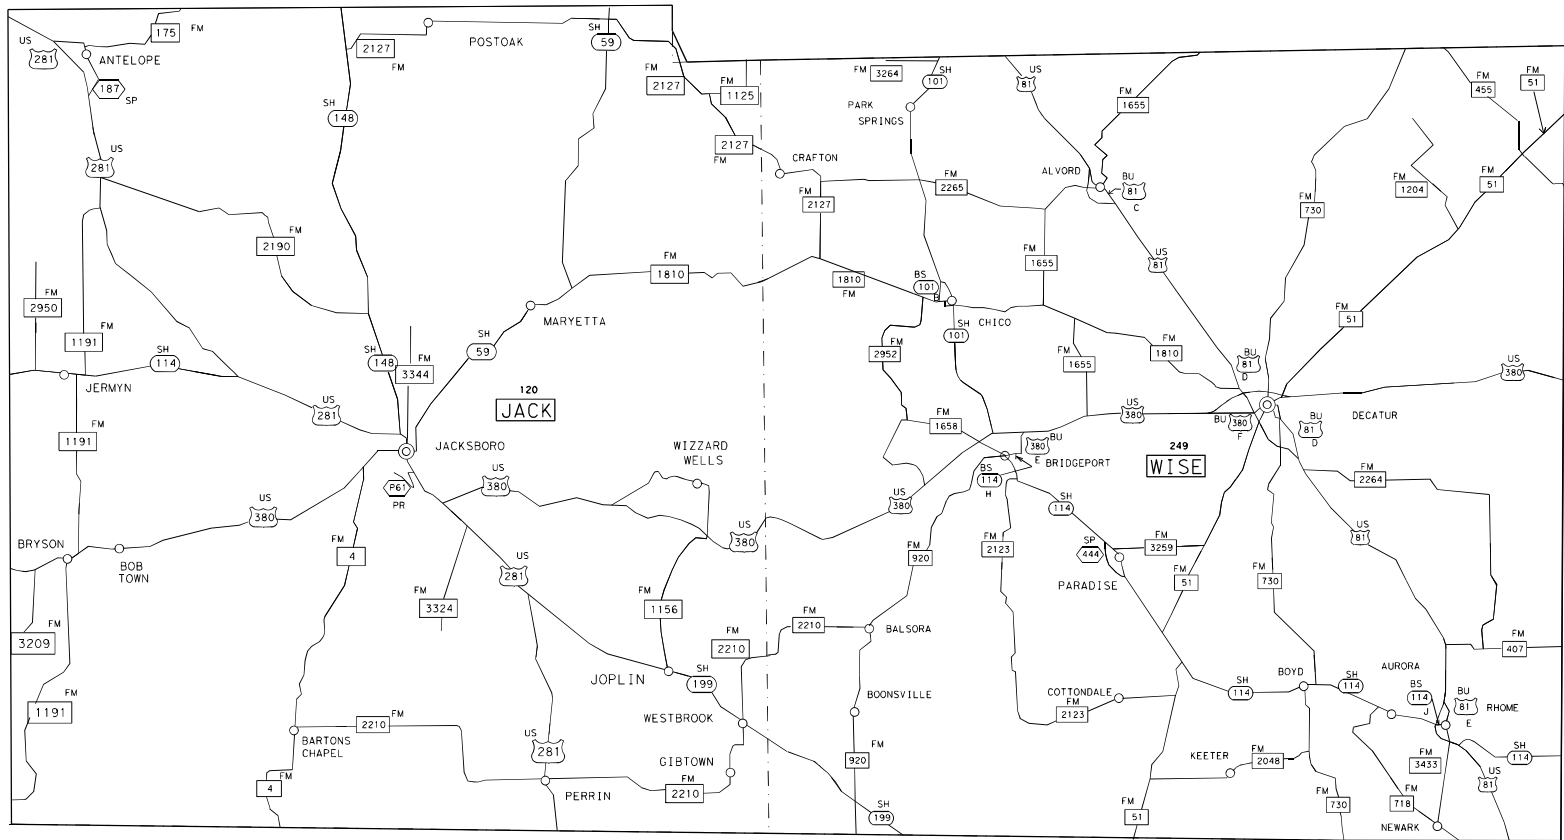 US
281
175
FM
ANTELOPE
187
SP
US
281
FM
2950
FM
1191
SH
114
JERMYN
FM
1191
2190
FM
SH
148
2127
FM
POSTOAK
SH
59
FM
2127
FM
1125
2127
FM
SH
148
FM
3344
SH
59
MARYETTA
FM
1810
120
JACK
US
281
JACKSBORO
P61
PR
US
380
WIZZARD
WELLS
US
380
US
380
BRYSON
BOB
TOWN
FM
4
FM
3209
FM
1191
FM
3324
US
281
FM
1156
JOPLIN
SH
199
FM
2210
WESTBROOK
GIBTOWN
FM
2210
BARTONS
CHAPEL
2210
FM
FM
4
US
281
PERRIN
CRAFTON
FM
2127
FM
3264
SH
101
PARK
SPRINGS
US
81
FM
1655
ALVORD
BU
81
C
FM
2265
FM
1655
1810
FM
BS
101
B
CHICO
SH
101
FM
2952
FM
1655
FM
1810
US
81
FM
730
FM
455
FM
51
FM
1204
FM
51
FM
51
US
380
BU
81
D
DECATUR
BU
380
F
BU
81
D
US
380
FM
1658
BU
380
E
BRIDGEPORT
BS
114
H
249
WISE
FM
2264
US
380
SH
114
FM
920
FM
2123
SP
444
FM
3259
PARADISE
FM
51
FM
730
US
81
FM
2210
BALSORA
BOONSVILLE
FM
920
SH
199
COTTONDALE
FM
2123
SH
114
BOYD
SH
114
AURORA
BS
114
J
BU
81
E
RHOME
FM
407
KEETER
FM
2048
FM
51
FM
730
FM
718
FM
3433
SH
114
US
81
NEWARK